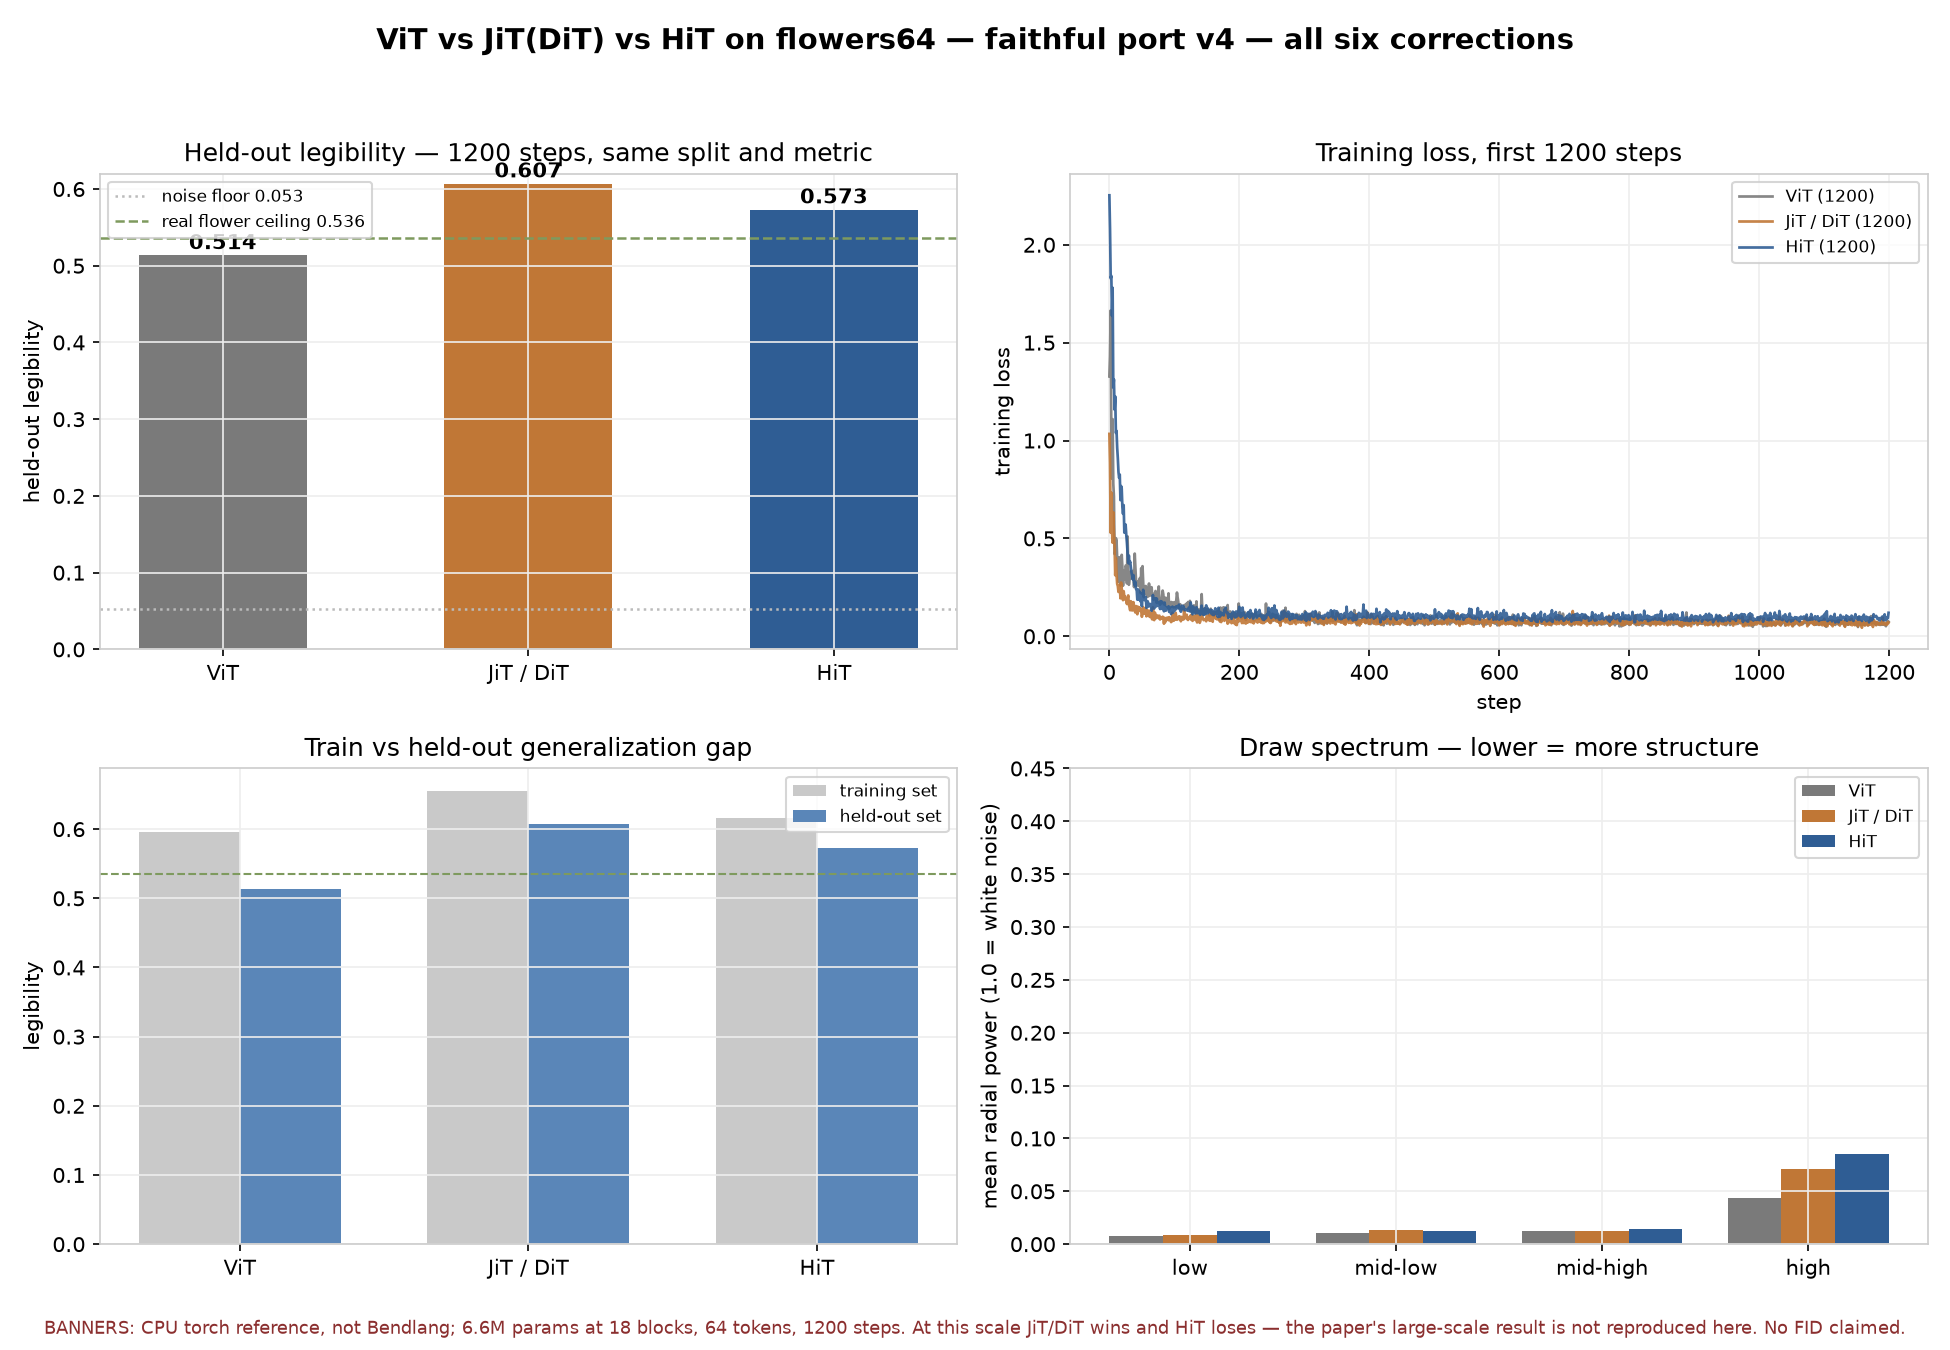 ViT vs JiT(DiT) vs HiT on flowers64 — faithful port v4 — all six corrections
Held-out legibility — 1200 steps, same split and metric
noise floor 0.053
real flower ceiling 0.536
0.514
0.607
0.573
held-out legibility
0.6
0.5
0.4
0.3
0.2
0.1
0.0
ViT
JiT / DiT
HiT
Training loss, first 1200 steps
ViT (1200)
JiT / DiT (1200)
HiT (1200)
training loss
2.0
1.5
1.0
0.5
0.0
0
200
400
600
800
1000
1200
step
Train vs held-out generalization gap
training set
held-out set
legibility
0.6
0.5
0.4
0.3
0.2
0.1
0.0
ViT
JiT / DiT
HiT
Draw spectrum — lower = more structure
ViT
JiT / DiT
HiT
mean radial power (1.0 = white noise)
0.45
0.40
0.35
0.30
0.25
0.20
0.15
0.10
0.05
0.00
low
mid-low
mid-high
high
BANNERS: CPU torch reference, not Bendlang; 6.6M params at 18 blocks, 64 tokens, 1200 steps. At this scale JiT/DiT wins and HiT loses — the paper's large-scale result is not reproduced here. No FID claimed.